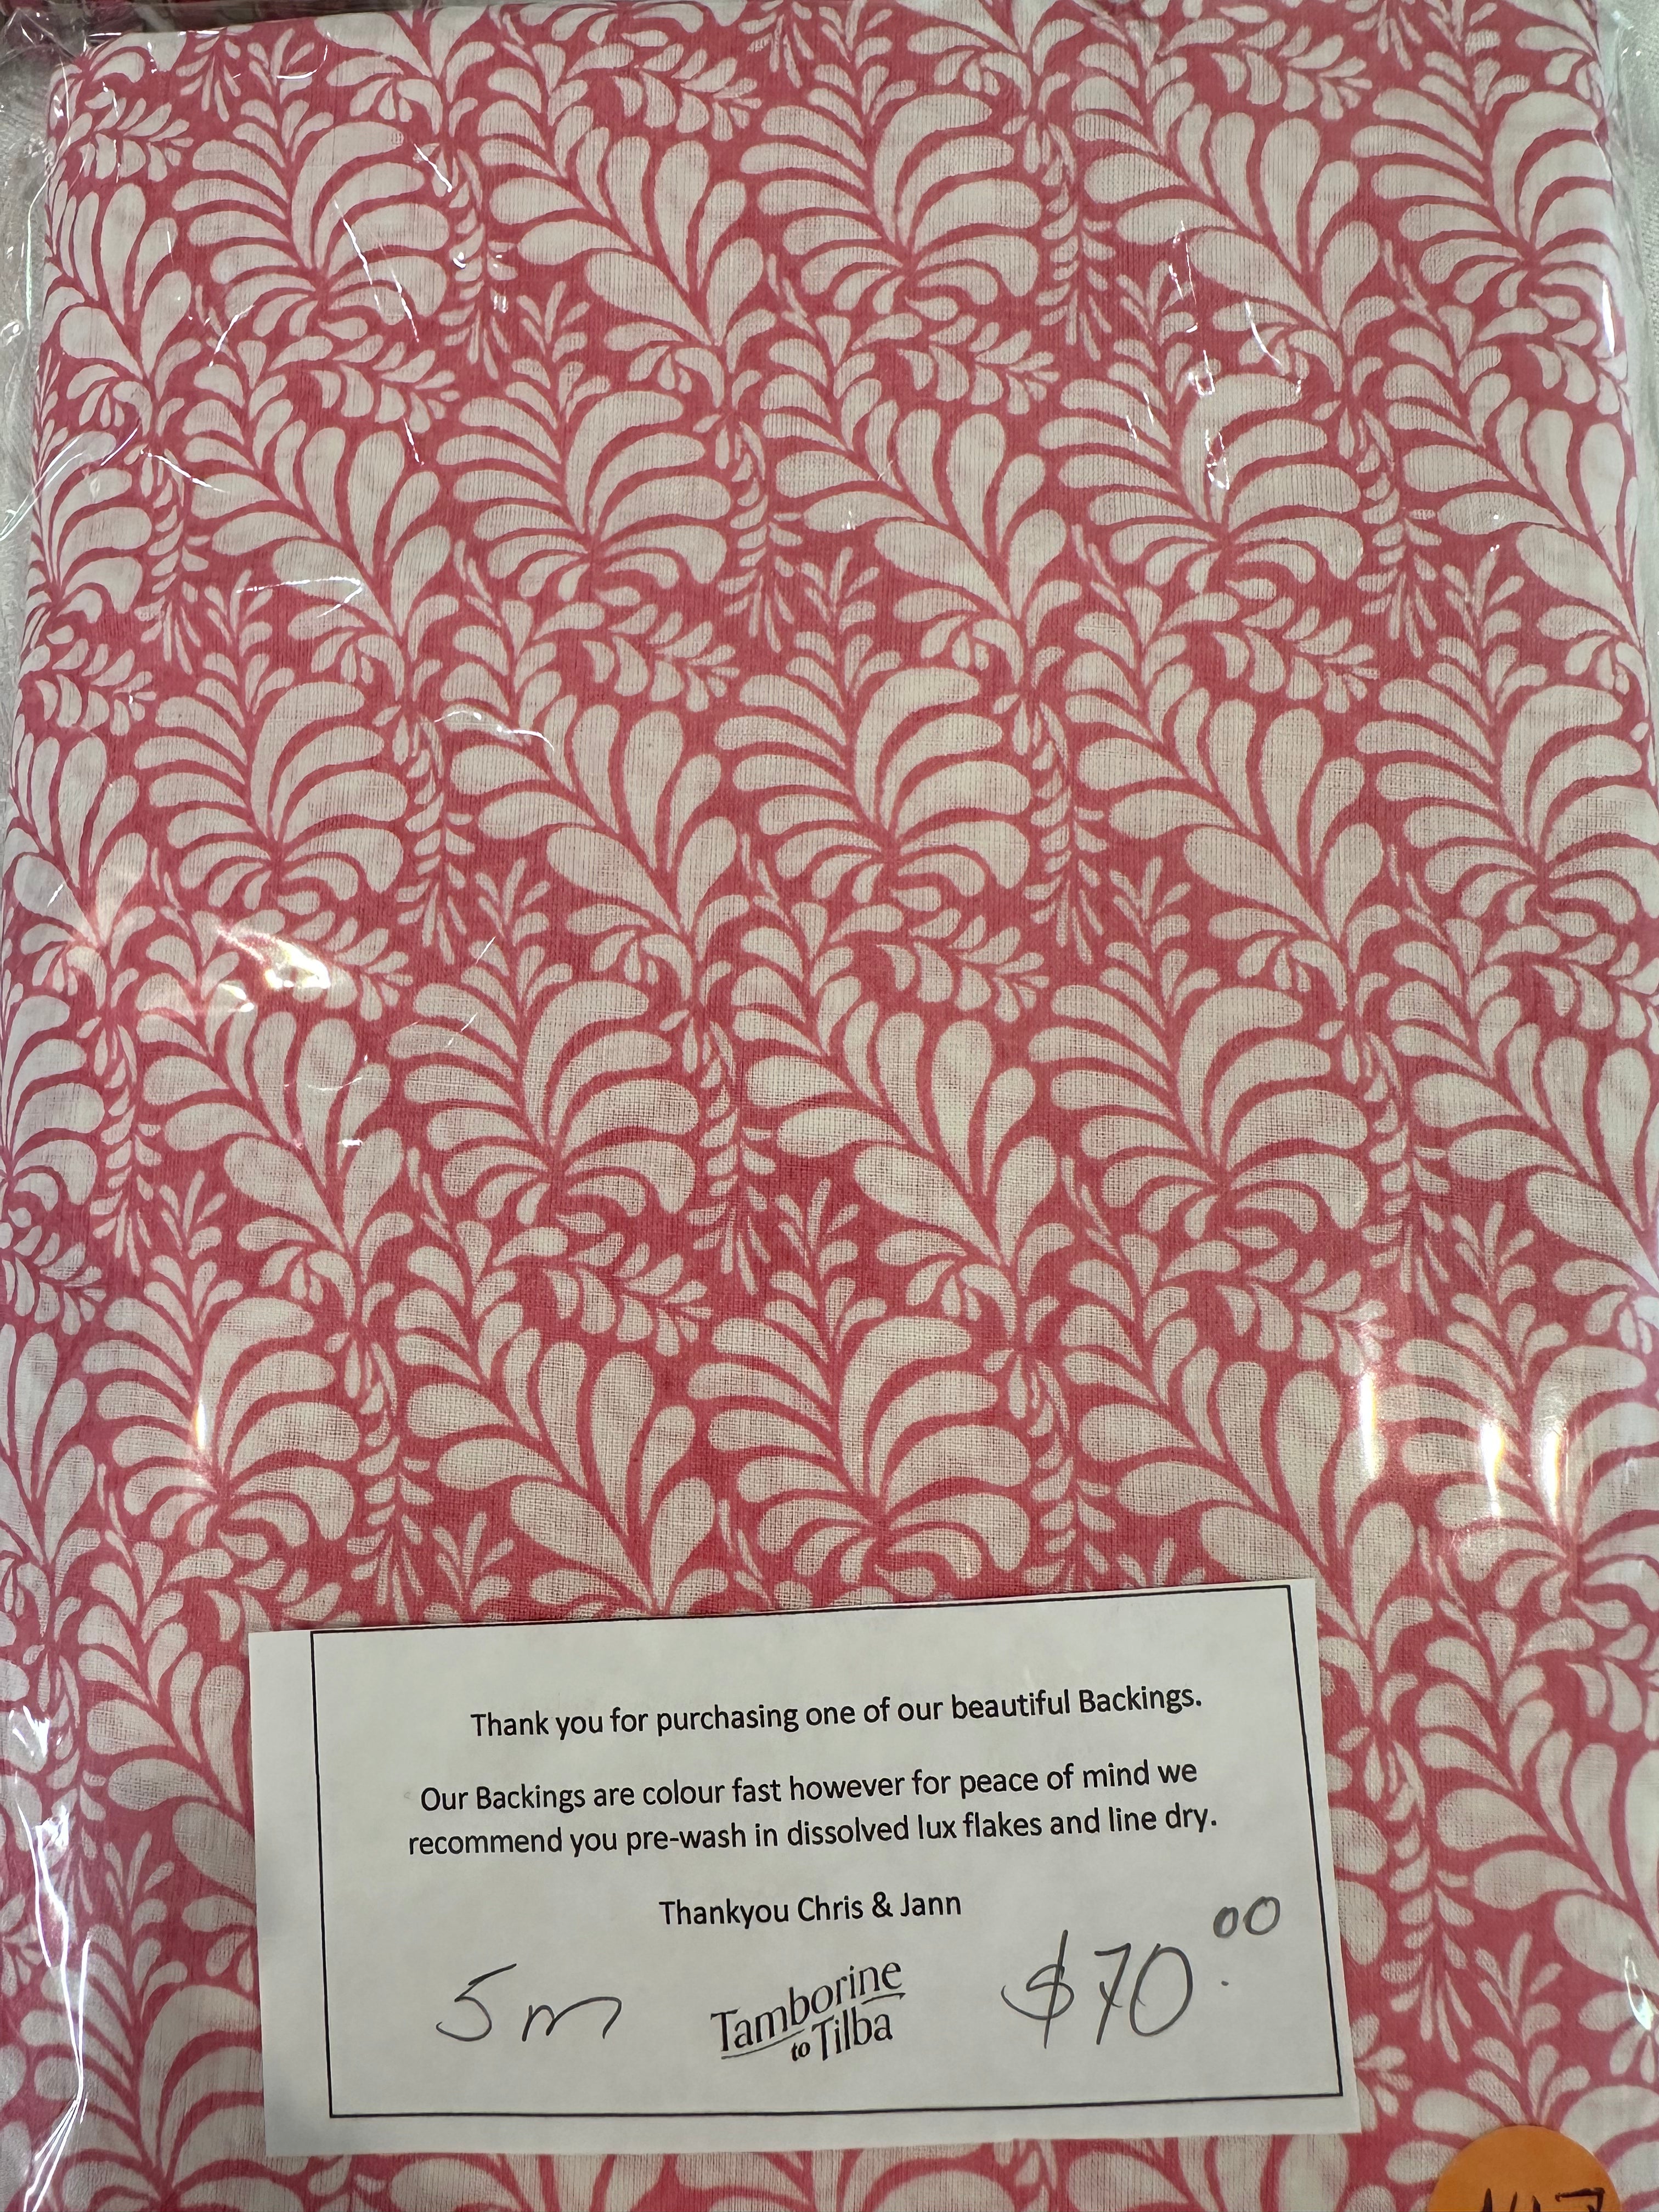 Thank you for purchasing one of our beautiful Backings.
Our Backings are colour fast however for peace of mind we
recommend you pre-wash in dissolved lux flakes and line dry.
Thankyou Chris & Jann
5m
Tamborine
to Tilba
$70.00